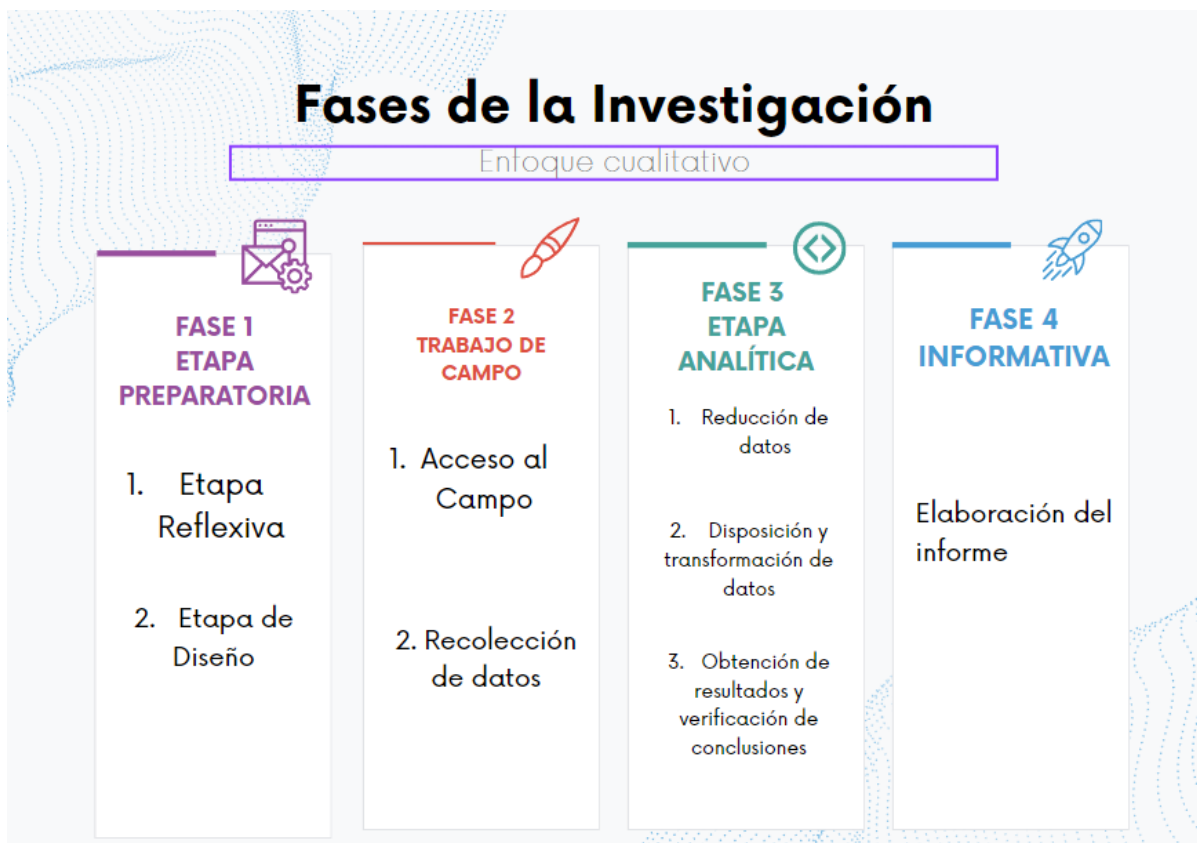 Fases de la Investigación
Enfoque cualitativo
FASE 1
ETAPA
PREPARATORIA
1. Etapa
Reflexiva
2. Etapa de
Diseño
FASE 2
TRABAJO DE
CAMPO
1. Acceso al
Campo
2. Recolección
de datos
FASE 3
ETAPA
ANALÍTICA
1. Reducción de
datos
2. Disposición y
transformación de
datos
3. Obtención de
resultados y
verificación de
conclusiones
FASE 4
INFORMATIVA
Elaboración del
informe